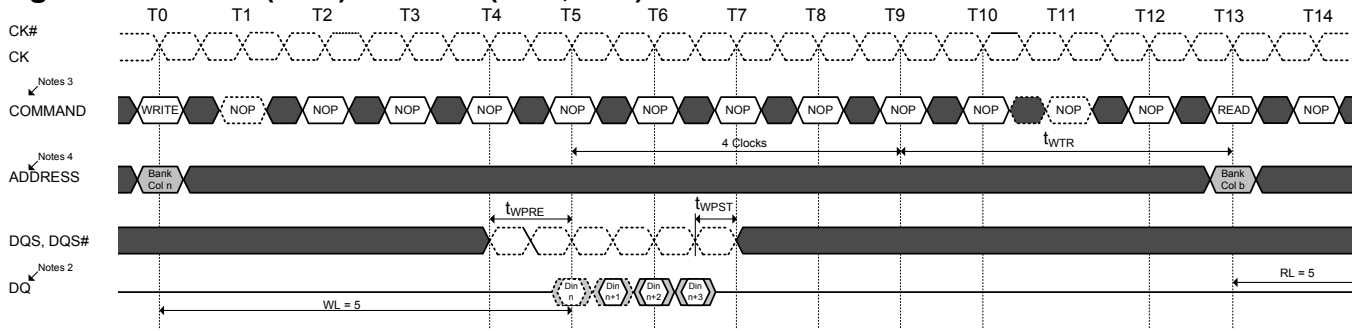 T0 T1 T2 T3 T4 T5 T6 T7 T8 T9 T10 T11 T12 T13 T14
CK#
CK
Notes 3
COMMAND WRITE NOP NOP NOP NOP NOP NOP NOP NOP NOP NOP NOP NOP READ NOP
4 Clocks tWTR
Notes 4
ADDRESS Bank Col n Bank Col b
tWPRE tWPST
DQS, DQS#
Notes 2
DQ Din n Din n+1 Din n+2 Din n+3 RL = 5
WL = 5